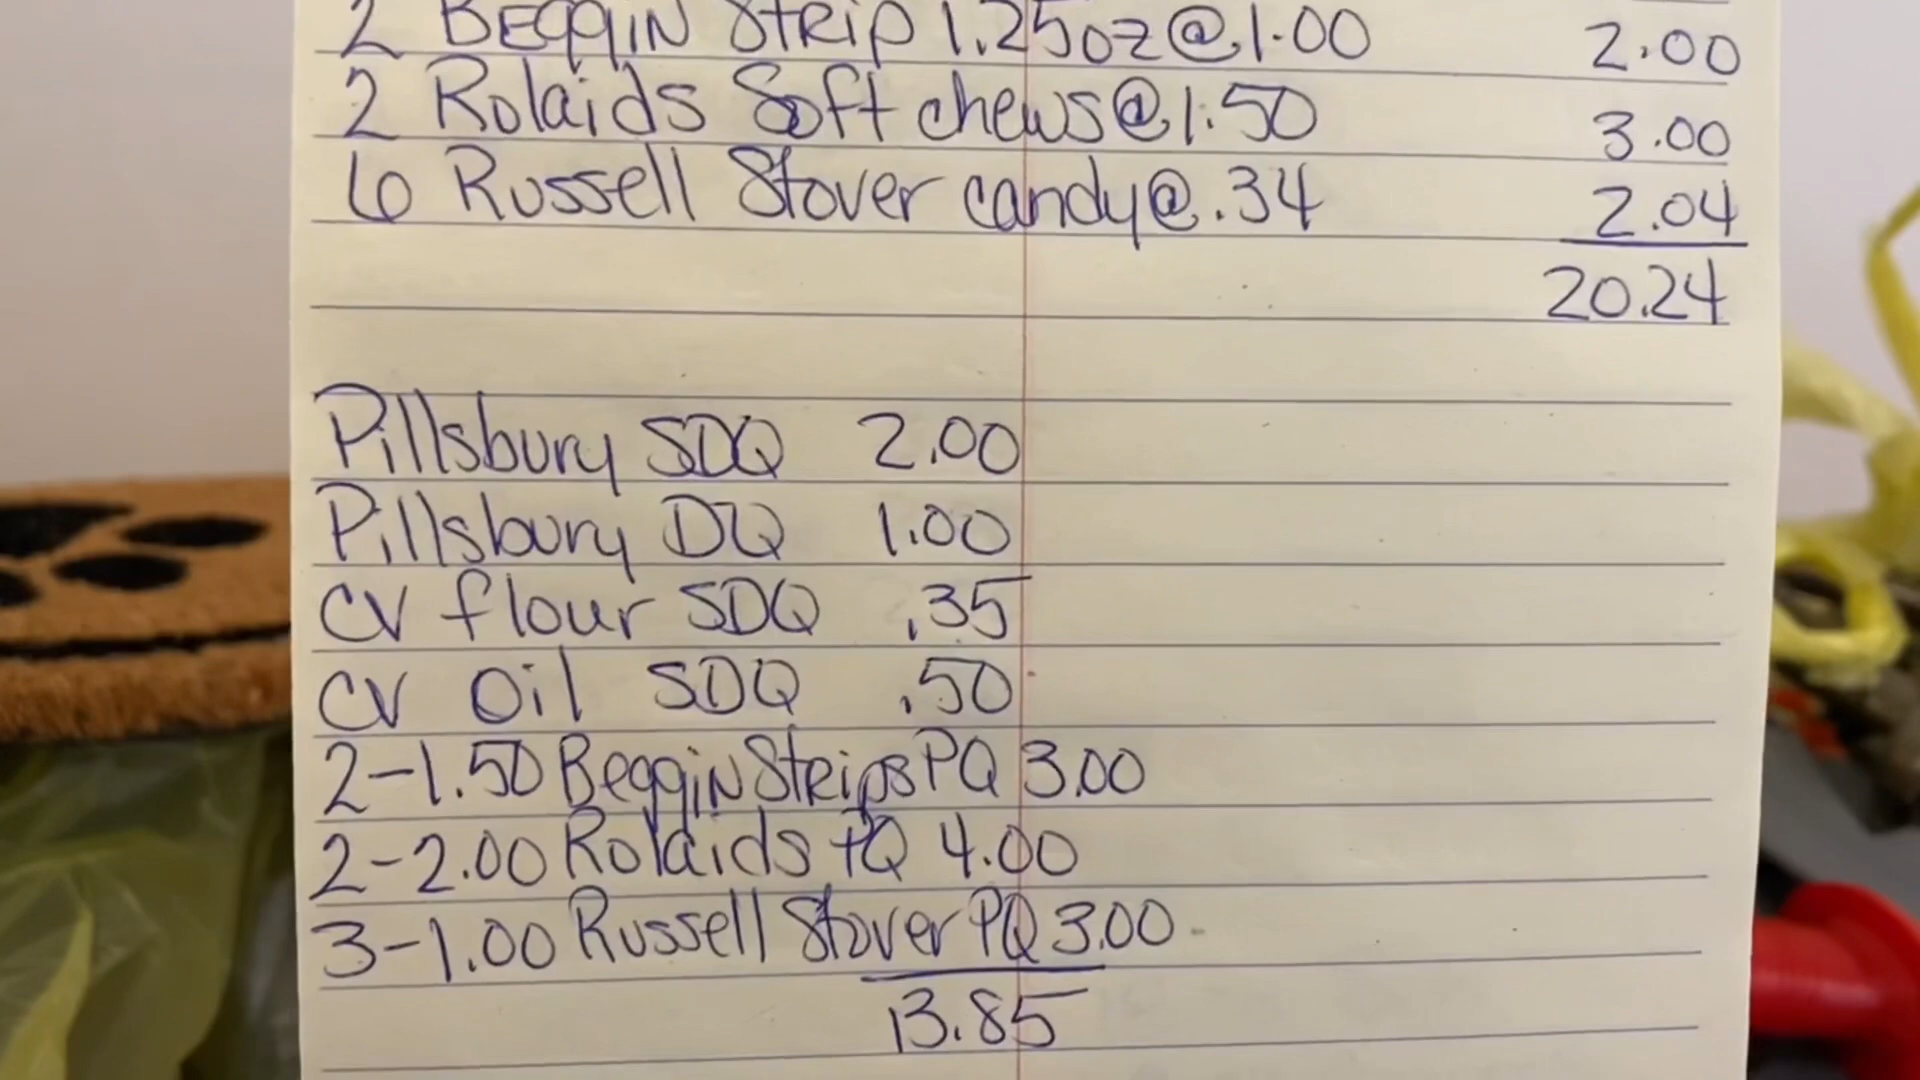 2 BEGGIN Strip 1.25oz@1.00 2.00
2 Rolaids Soft chews@1.50 3.00
6 Russell Stover candy@.34 2.04
20.24
Pillsbury SDQ 2.00
Pillsbury DQ 1.00
CV flour SDQ .35
CV Oil SDQ .50
2-1.50 BegginStrips PQ 3.00
2-2.00 Rolaids PQ 4.00
3-1.00 Russell Stover PQ 3.00
13.85